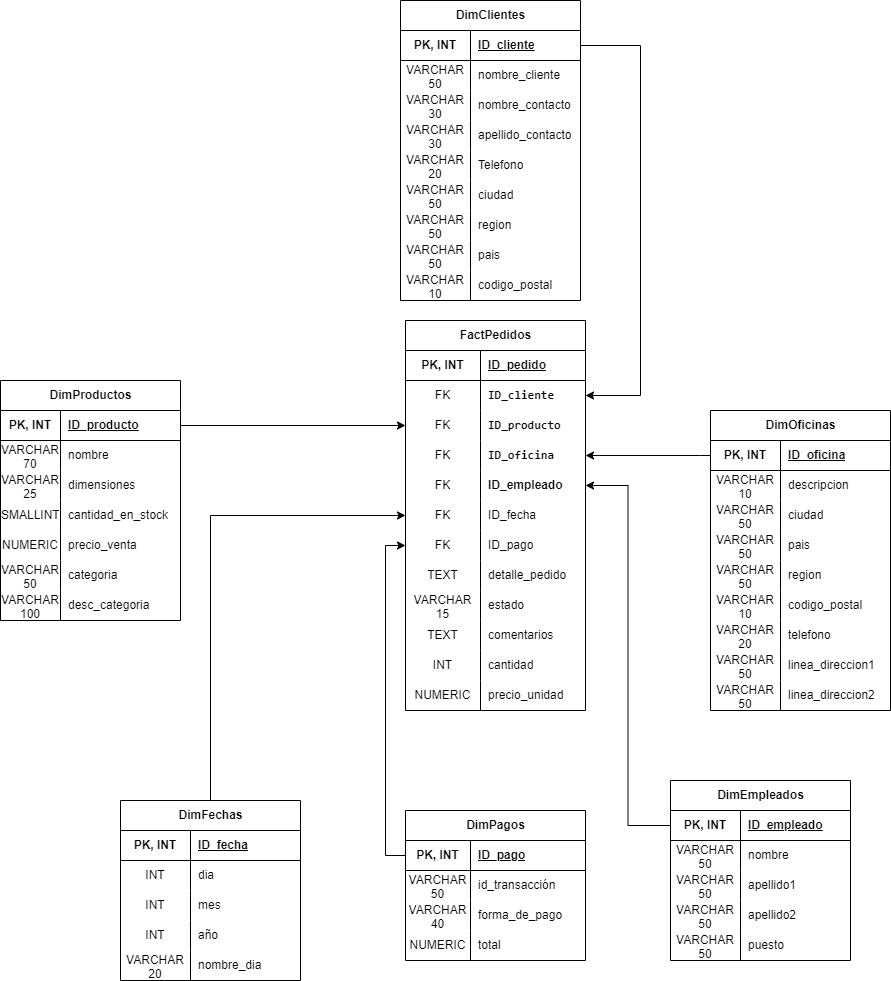 DimClientes
PK, INT ID_cliente
VARCHAR
50
nombre_cliente
VARCHAR
30
nombre_contacto
VARCHAR
30
apellido_contacto
VARCHAR
20
Telefono
VARCHAR
50
ciudad
VARCHAR
50
region
VARCHAR
50
pais
VARCHAR
10
codigo_postal
FactPedidos
PK, INT ID_pedido
FK ID_cliente
FK ID_producto
FK ID_oficina
FK ID_empleado
FK ID_fecha
FK ID_pago
TEXT detalle_pedido
VARCHAR
15
estado
TEXT comentarios
INT cantidad
NUMERIC precio_unidad
DimProductos
PK, INT ID_producto
VARCHAR
70
nombre
VARCHAR
25
dimensiones
SMALLINT cantidad_en_stock
NUMERIC precio_venta
VARCHAR
50
categoria
VARCHAR
100
desc_categoria
DimOficinas
PK, INT ID_oficina
VARCHAR
10
descripcion
VARCHAR
50
ciudad
VARCHAR
50
pais
VARCHAR
50
region
VARCHAR
10
codigo_postal
VARCHAR
20
telefono
VARCHAR
50
linea_direccion1
VARCHAR
50
linea_direccion2
DimFechas
PK, INT ID_fecha
INT dia
INT mes
INT año
VARCHAR
20
nombre_dia
DimPagos
PK, INT ID_pago
VARCHAR
50
id_transacción
VARCHAR
40
forma_de_pago
NUMERIC total
DimEmpleados
PK, INT ID_empleado
VARCHAR
50
nombre
VARCHAR
50
apellido1
VARCHAR
50
apellido2
VARCHAR
50
puesto